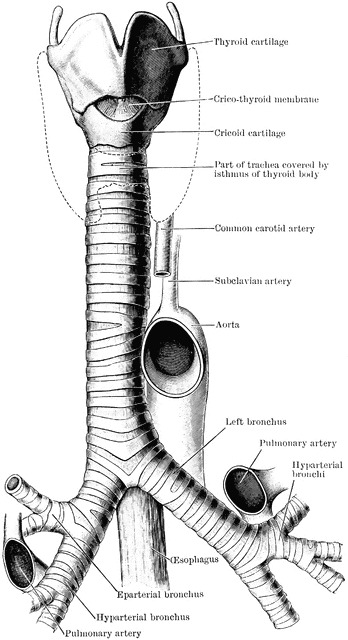 Thyroid cartilage
Crico-thyroid membrane
Cricoid cartilage
Part of trachea covered by
isthmus of thyroid body
Common carotid artery
Subclavian artery
Aorta
Left bronchus
Pulmonary artery
Hyparterial
bronchi
Œsophagus
Eparterial bronchus
Hyparterial bronchus
Pulmonary artery